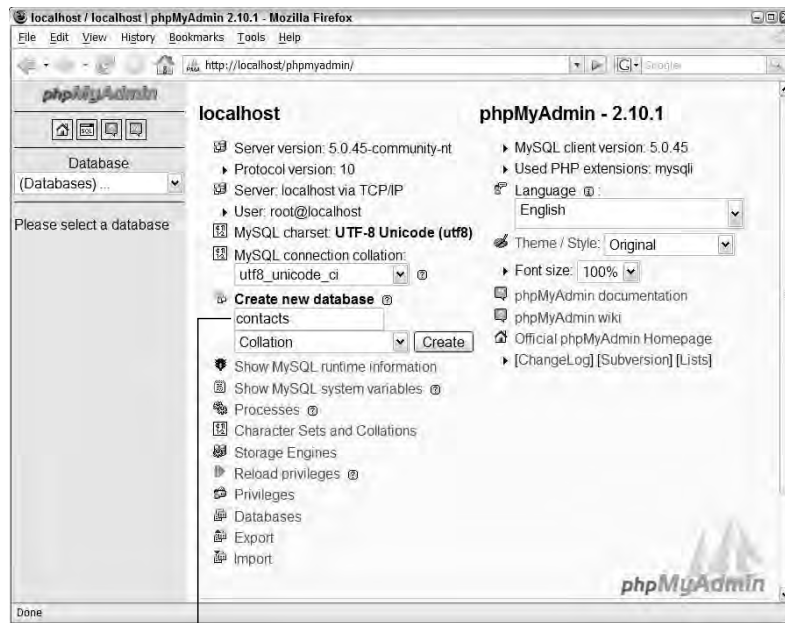 localhost / localhost | phpMyAdmin 2.10.1 - Mozilla Firefox
File Edit View History Bookmarks Tools Help
http://localhost/phpmyadmin/
Google
phpMyAdmin
Database
(Databases) ...
Please select a database
localhost
Server version: 5.0.45-community-nt
Protocol version: 10
Server: localhost via TCP/IP
User: root@localhost
MySQL charset: UTF-8 Unicode (utf8)
MySQL connection collation:
utf8_unicode_ci
Create new database
contacts
Collation Create
Show MySQL runtime information
Show MySQL system variables
Processes
Character Sets and Collations
Storage Engines
Reload privileges
Privileges
Databases
Export
Import
phpMyAdmin - 2.10.1
MySQL client version: 5.0.45
Used PHP extensions: mysqli
Language :
English
Theme / Style: Original
Font size: 100%
phpMyAdmin documentation
phpMyAdmin wiki
Official phpMyAdmin Homepage
[ChangeLog] [Subversion] [Lists]
phpMyAdmin
Done